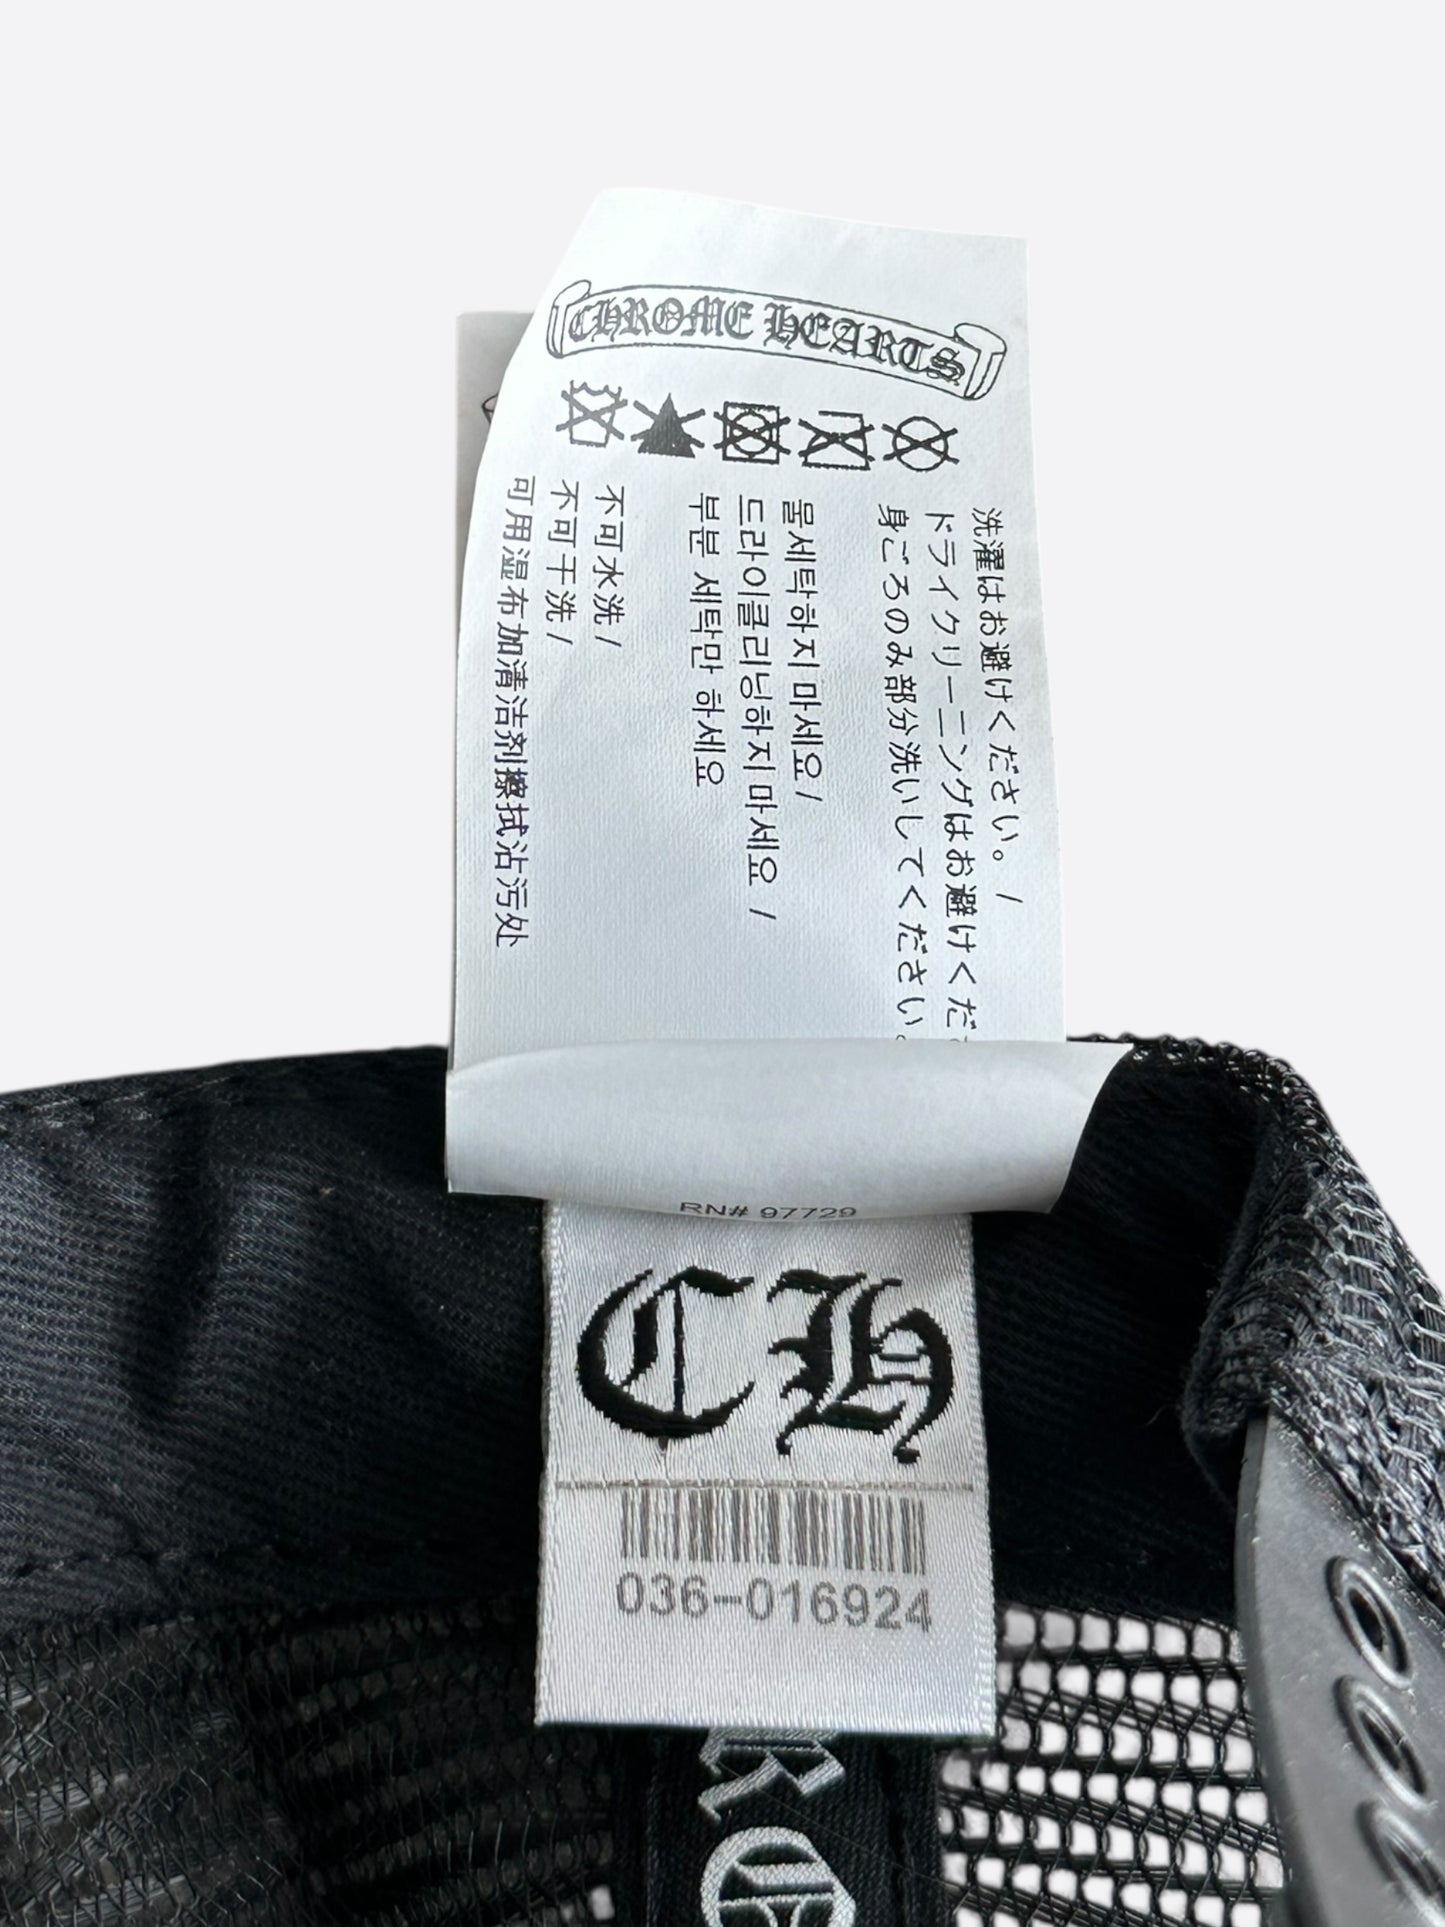 CHROME HEARTS
洗濯はお避けください。/
ドライクリーニングはお避けくださ
身ごろのみ部分洗いしてください。
물세탁하지 마세요/
드라이클리닝하지 마세요 /
부분 세탁만 하세요
不可水洗/
不可干洗/
可用湿布加清洁剂擦拭沾污处
RN# 97729
CH
036-016924